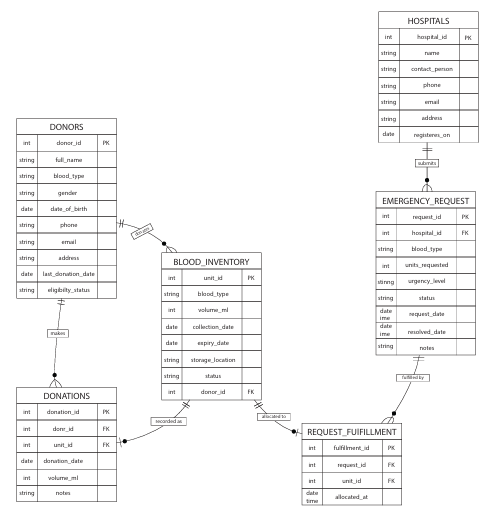 HOSPITALS
int hospital_id PK
string name
string contact_person
string phone
string email
string address
date registeres_on
submits
DONORS
int donor_id PK
string full_name
string blood_type
string gender
date date_of_birth
string phone
string email
string address
date last_donation_date
string eligibilty_status
donates
makes
EMERGENCY_REQUEST
int request_id PK
int hospital_id FK
string blood_type
int units_requested
stinng urgency_level
string status
date ime request_date
date ime resolved_date
string notes
fulfilled by
BLOOD_INVENTORY
int unit_id PK
string blood_type
int volume_ml
date collection_date
date expiry_date
string storage_location
string status
int donor_id FK
recorded as
allocated to
DONATIONS
int donation_id PK
int donr_id FK
int unit_id FK
date donation_date
int volume_ml
string notes
REQUEST_FUIFILLMENT
int fulfillment_id PK
int request_id FK
int unit_id FK
date time allocated_at